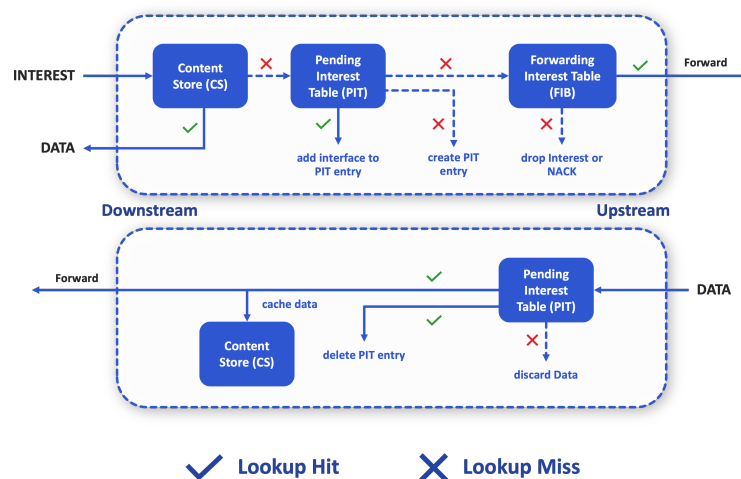 INTEREST
Content
Store (CS)
Pending
Interest
Table (PIT)
Forwarding
Interest Table
(FIB)
Forward
DATA
add interface to
PIT entry
create PIT
entry
drop Interest or
NACK
Downstream
Upstream
Forward
cache data
Pending
Interest
Table (PIT)
DATA
Content
Store (CS)
delete PIT entry
discard Data
Lookup Hit
Lookup Miss